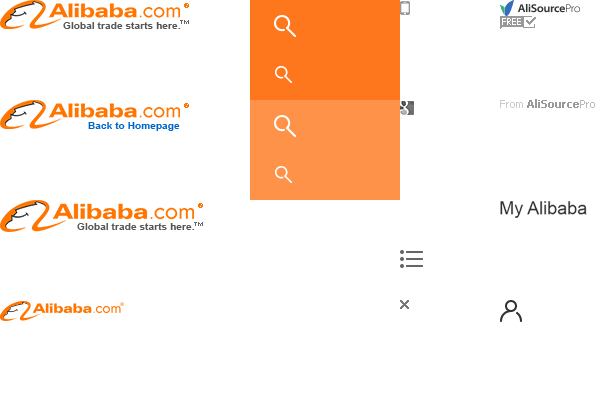 Alibaba.com
Global trade starts here.™
AliSourcePro
FREE
Alibaba.com
Back to Homepage
From AliSourcePro
Alibaba.com
Global trade starts here.™
My Alibaba
Alibaba.com